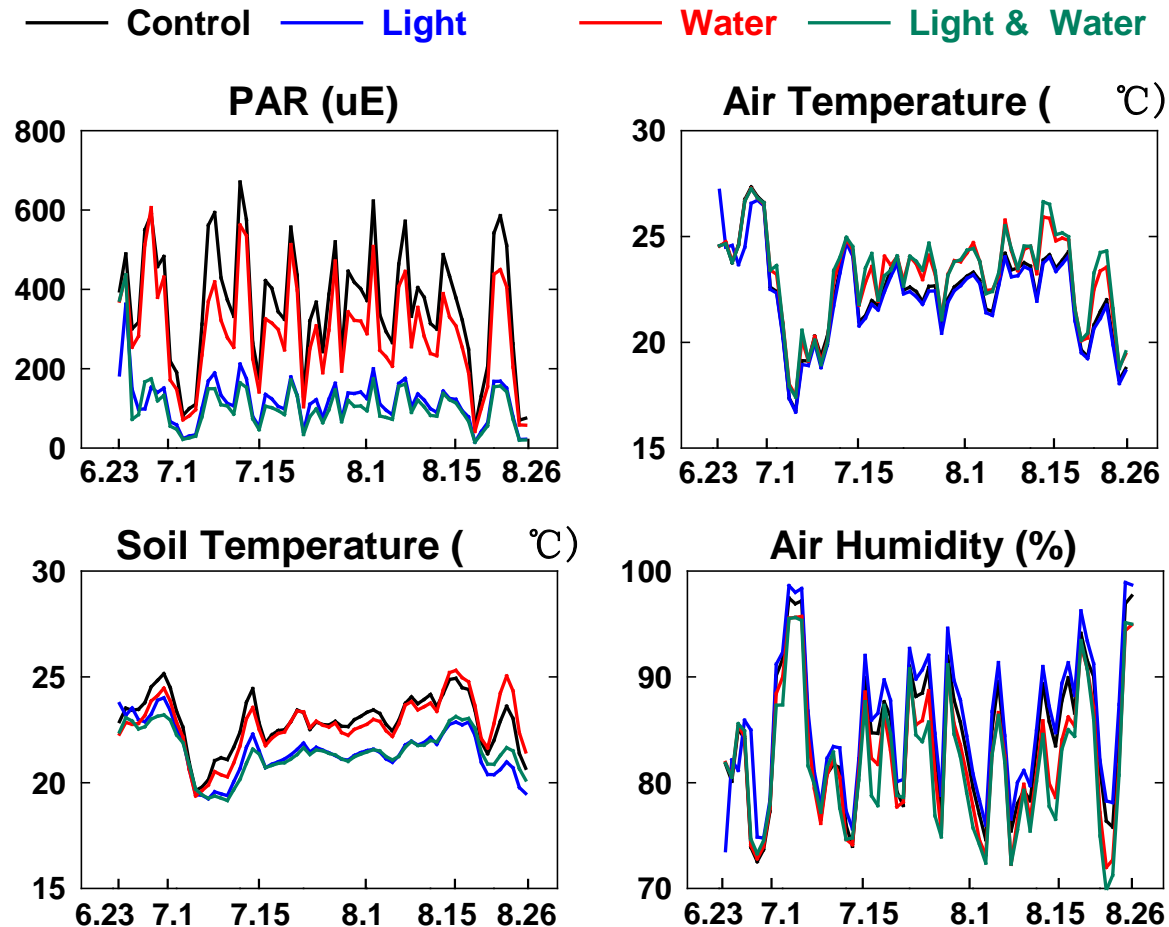 Control Light Water Light & Water
PAR (uE)
800
600
400
200
0
6.23 7.1 7.15 8.1 8.15 8.26
Air Temperature ( ℃)
30
25
20
15
6.23 7.1 7.15 8.1 8.15 8.26
Soil Temperature ( ℃)
30
25
20
15
6.23 7.1 7.15 8.1 8.15 8.26
Air Humidity (%)
100
90
80
70
6.23 7.1 7.15 8.1 8.15 8.26